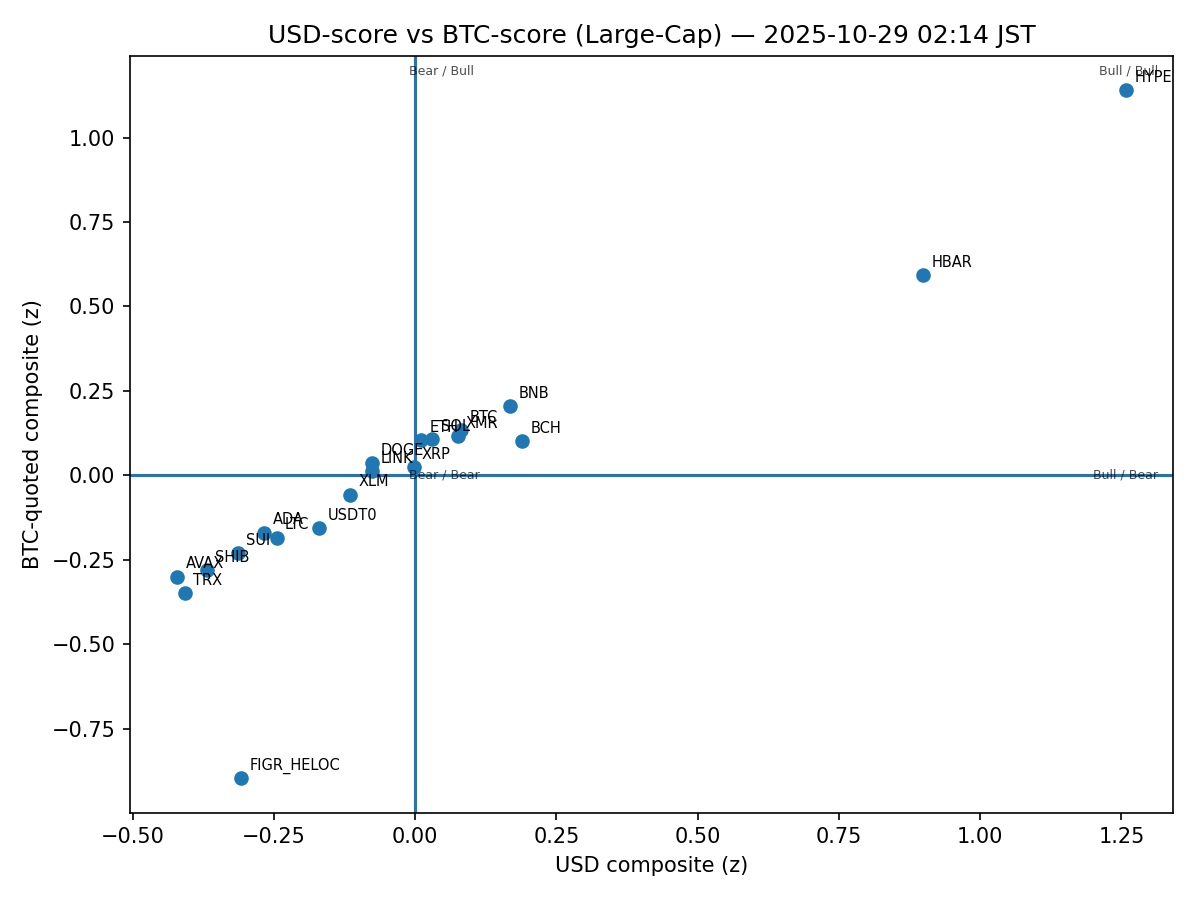 USD-score vs BTC-score (Large-Cap) — 2025-10-29 02:14 JST
Bear / Bull
Bull / Bull
HYPE
1.00
0.75
HBAR
0.50
BNB
0.25
BTC
XMR
SOL
ETH
BCH
DOGE
LINK
XRP
0.00
Bear / Bear
Bull / Bear
XLM
USDT0
ADA
LTC
SUI
−0.25
SHIB
AVAX
TRX
−0.50
−0.75
FIGR_HELOC
BTC-quoted composite (z)
−0.50
−0.25
0.00
0.25
0.50
0.75
1.00
1.25
USD composite (z)